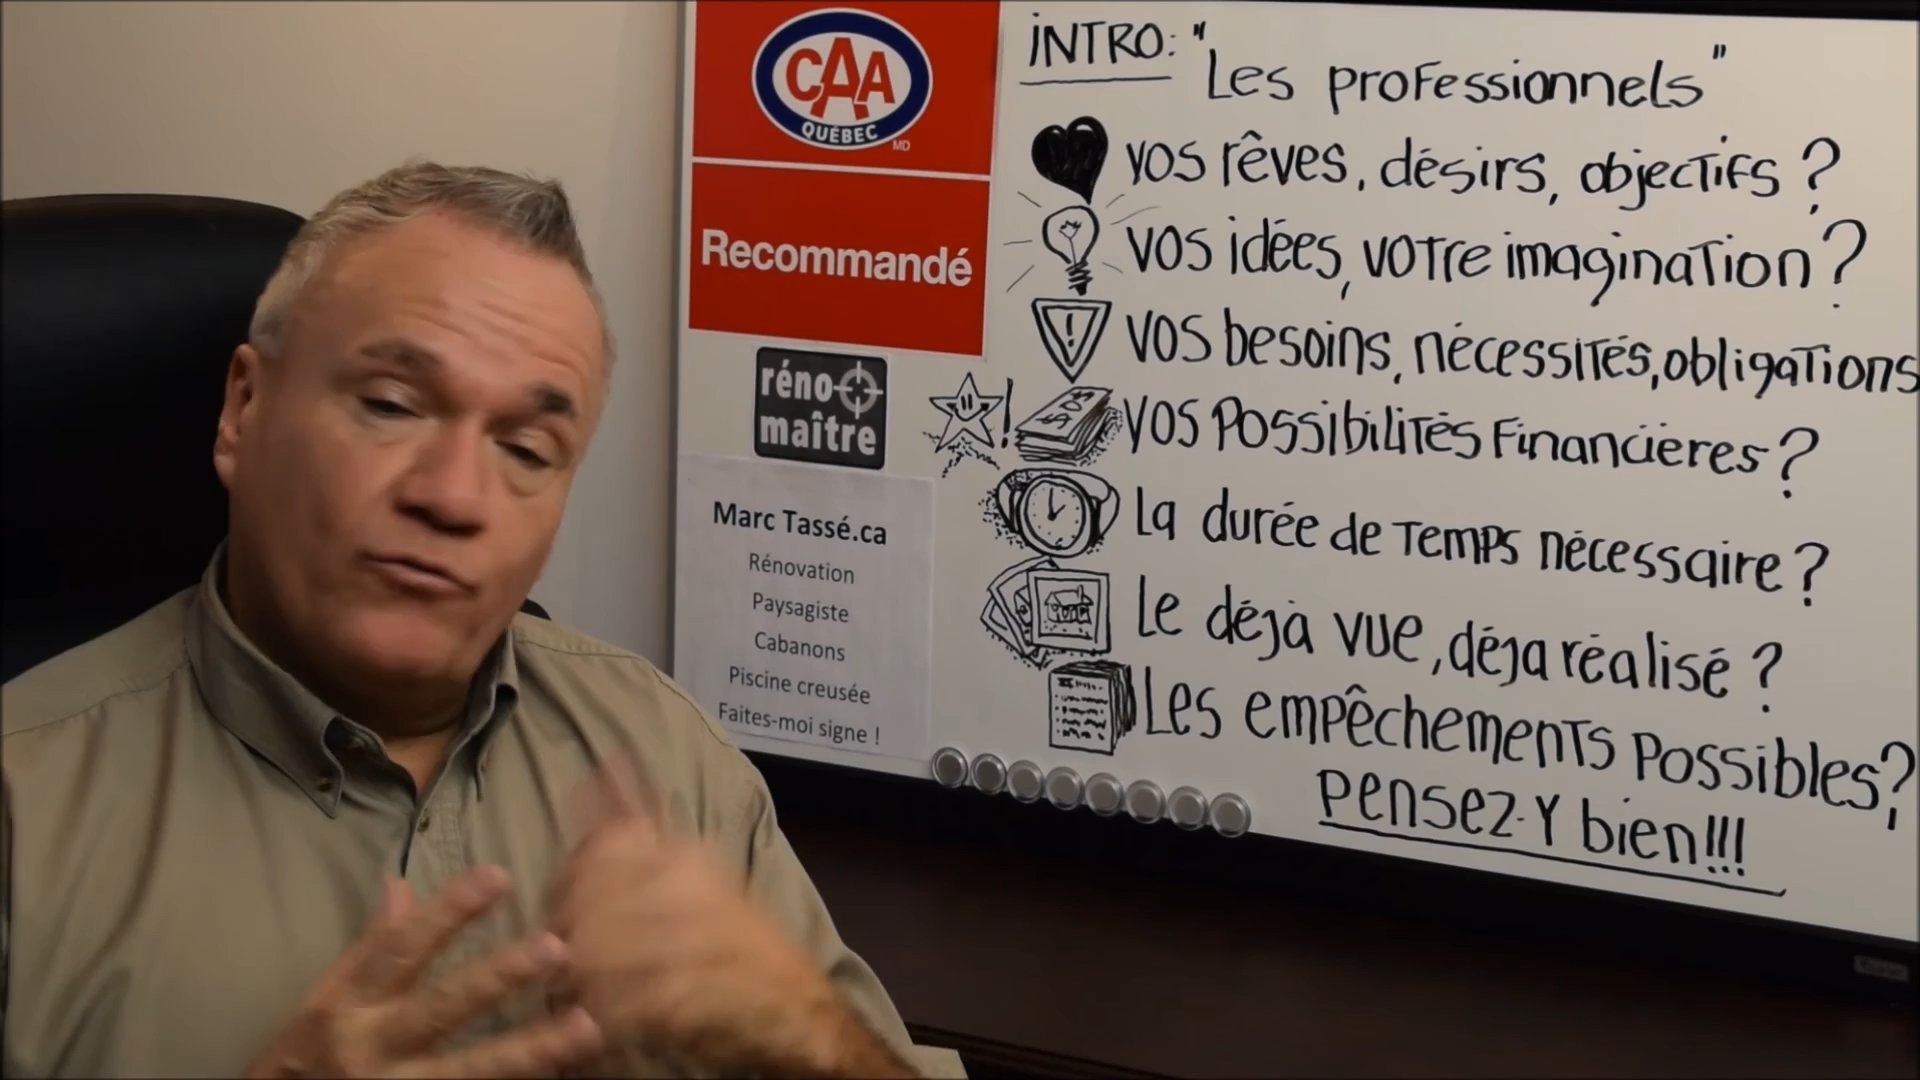 CAA
QUÉBEC
MD
Recommandé
réno-
maître
Marc Tassé.ca
Rénovation
Paysagiste
Cabanons
Piscine creusée
Faites-moi signe !
INTRO: "Les professionnels"
vos rêves, désirs, objectifs ?
vos idées, votre imagination ?
!
vos besoins, nécessités, obligations
! vos possibilités financières ?
La durée de temps nécessaire ?
Le déjà vue, déja réalisé ?
Les empêchements possibles,?
Pensez-y bien!!!